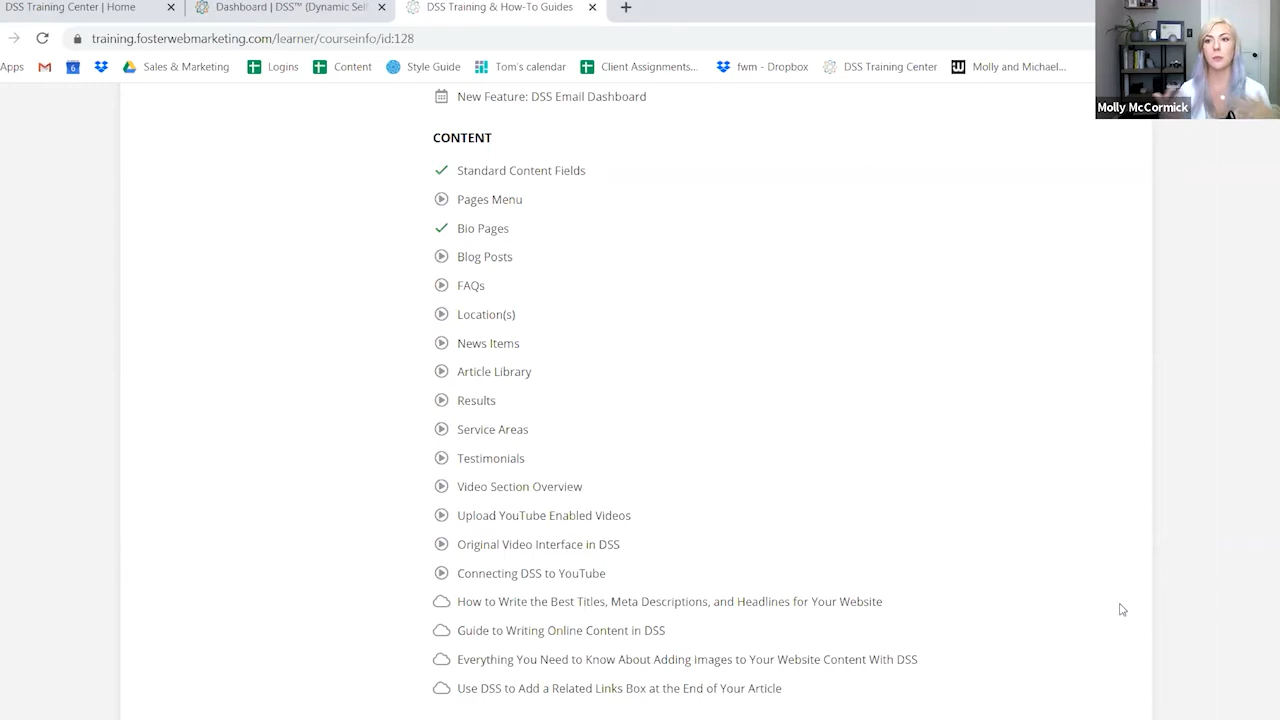 DSS Training Center | Home
Dashboard | DSS™ (Dynamic Sel
DSS Training & How-To Guides
training.fosterwebmarketing.com/learner/courseinfo/id:128
Apps
Sales & Marketing
Logins
Content
Style Guide
Tom's calendar
Client Assignments...
fwm - Dropbox
DSS Training Center
Molly and Michael...
Molly McCormick
New Feature: DSS Email Dashboard
CONTENT
Standard Content Fields
Pages Menu
Bio Pages
Blog Posts
FAQs
Location(s)
News Items
Article Library
Results
Service Areas
Testimonials
Video Section Overview
Upload YouTube Enabled Videos
Original Video Interface in DSS
Connecting DSS to YouTube
How to Write the Best Titles, Meta Descriptions, and Headlines for Your Website
Guide to Writing Online Content in DSS
Everything You Need to Know About Adding Images to Your Website Content With DSS
Use DSS to Add a Related Links Box at the End of Your Article